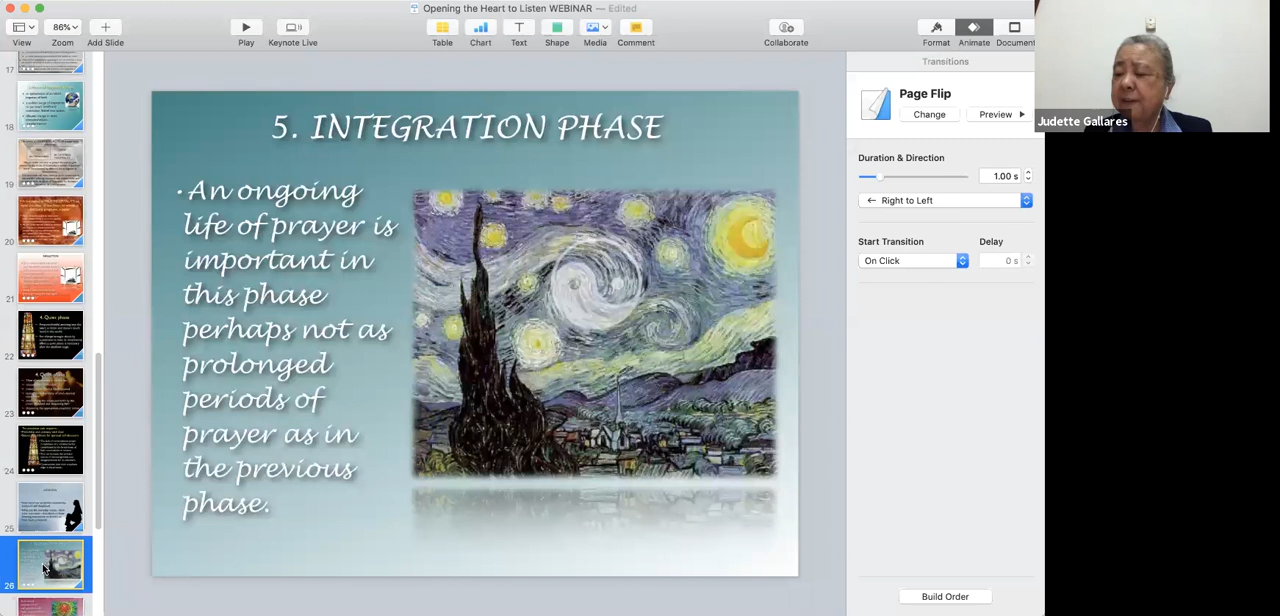 Opening the Heart to Listen WEBINAR — Edited
View
86%
Zoom
Add Slide
Play
Keynote Live
Table
Chart
Text
Shape
Media
Comment
Collaborate
Format
Animate
Document
17
18
19
20
21
22
23
24
25
26
4. Quiet phase
5. INTEGRATION PHASE
• An ongoing
life of prayer is
important in
this phase
perhaps not as
prolonged
periods of
prayer as in
the previous
phase.
Transitions
Page Flip
Change
Preview
Duration & Direction
1.00 s
Right to Left
Start Transition
Delay
On Click
0 s
Build Order
Judette Gallares